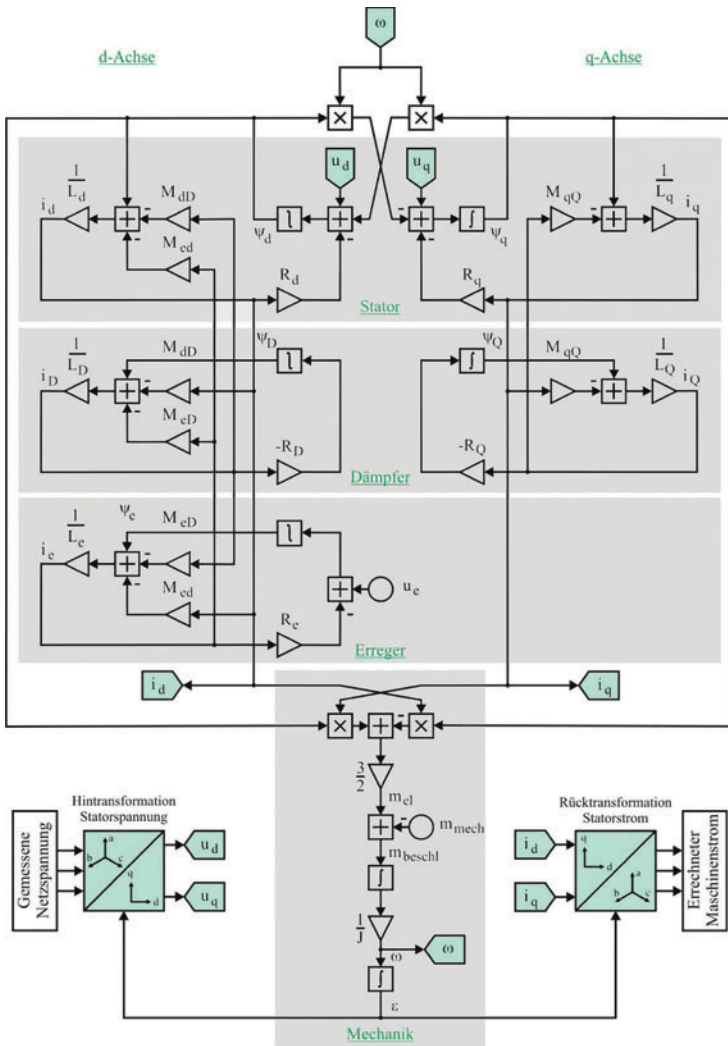 ω
d-Achse
q-Achse
×
×
u_d
u_q
1/L_d
M_dD
M_qQ
1/L_q
i_d
i_q
M_ed
ψ_d
ψ_q
R_d
R_q
Stator
1/L_D
M_dD
ψ_D
ψ_Q
M_qQ
1/L_Q
i_D
i_Q
M_eD
-R_D
-R_Q
Dämpfer
1/L_e
ψ_e
M_eD
i_e
u_e
M_ed
R_e
Erreger
i_d
i_q
×
×
3/2
m_el
m_mech
m_beschl
∫
1/J
ω
ω
∫
ε
Mechanik
Hintransformation
Statorspannung
Gemessene
Netzspannung
a
b
c
q
d
u_d
u_q
Rücktransformation
Statorstrom
i_d
i_q
q
d
a
b
c
Errechneter
Maschinenstrom